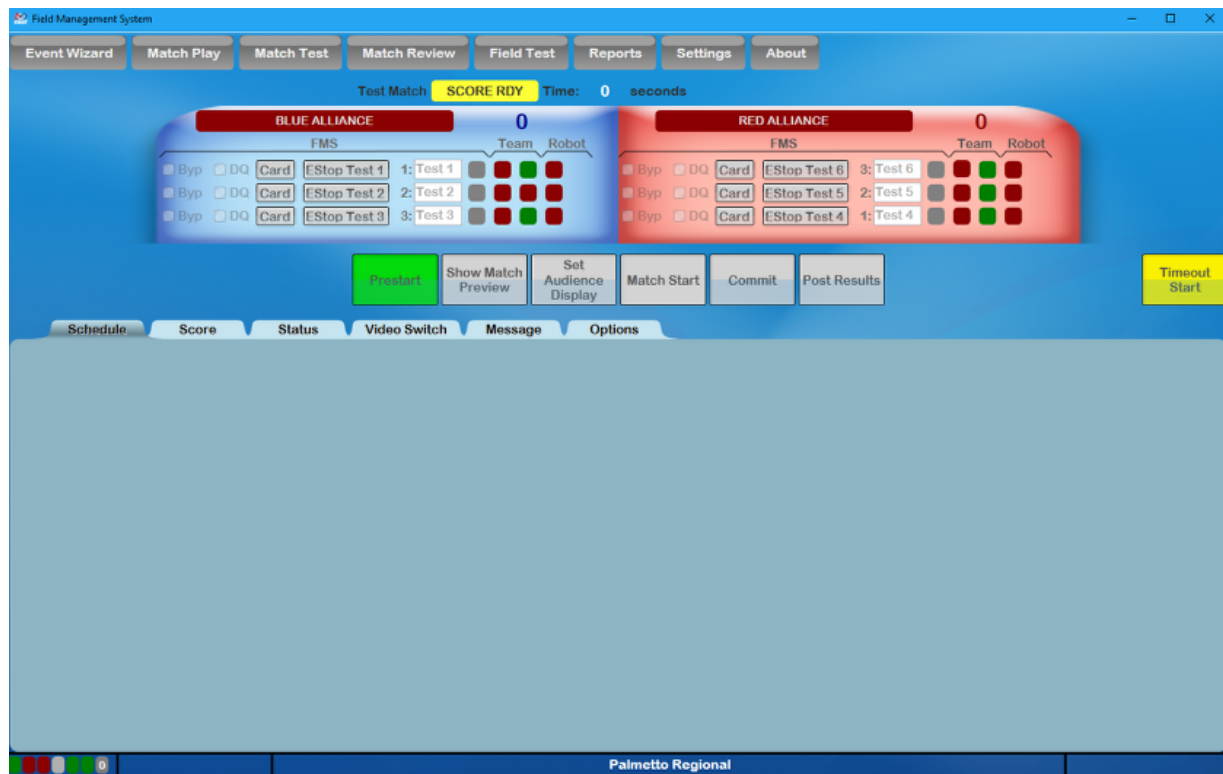 Field Management System
Event Wizard Match Play Match Test Match Review Field Test Reports Settings About
Test Match SCORE RDY Time: 0 seconds
BLUE ALLIANCE 0 RED ALLIANCE 0
FMS Team Robot FMS Team Robot
Byp DQ Card EStop Test 1 1: Test 1 Byp DQ Card EStop Test 6 3: Test 6
Byp DQ Card EStop Test 2 2: Test 2 Byp DQ Card EStop Test 5 2: Test 5
Byp DQ Card EStop Test 3 3: Test 3 Byp DQ Card EStop Test 4 1: Test 4
Prestart Show Match Preview Set Audience Display Match Start Commit Post Results Timeout Start
Schedule Score Status Video Switch Message Options
0 Palmetto Regional